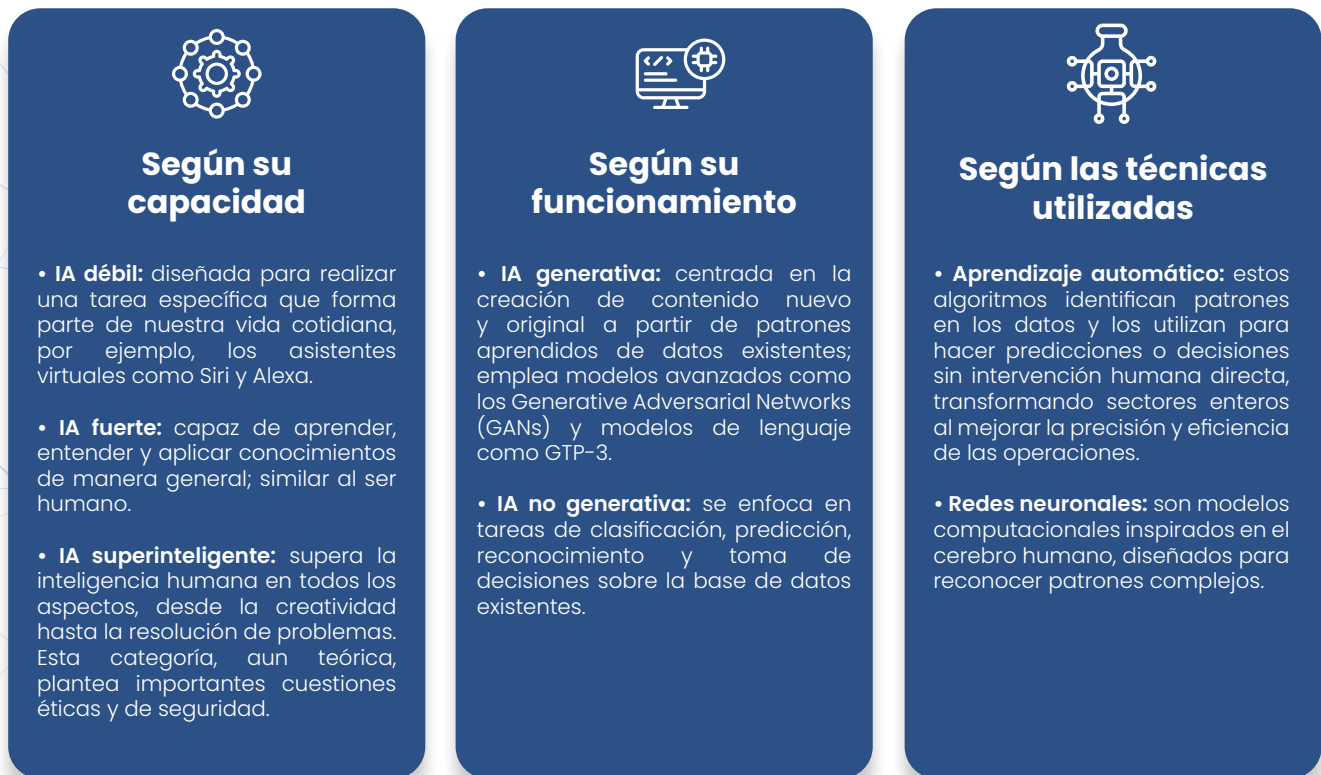 Según su
capacidad
• IA débil: diseñada para realizar
una tarea específica que forma
parte de nuestra vida cotidiana,
por ejemplo, los asistentes
virtuales como Siri y Alexa.
• IA fuerte: capaz de aprender,
entender y aplicar conocimientos
de manera general; similar al ser
humano.
• IA superinteligente: supera la
inteligencia humana en todos los
aspectos, desde la creatividad
hasta la resolución de problemas.
Esta categoría, aun teórica,
plantea importantes cuestiones
éticas y de seguridad.
Según su
funcionamiento
• IA generativa: centrada en la
creación de contenido nuevo
y original a partir de patrones
aprendidos de datos existentes;
emplea modelos avanzados como
los Generative Adversarial Networks
(GANs) y modelos de lenguaje
como GTP-3.
• IA no generativa: se enfoca en
tareas de clasificación, predicción,
reconocimiento y toma de
decisiones sobre la base de datos
existentes.
Según las técnicas
utilizadas
• Aprendizaje automático: estos
algoritmos identifican patrones
en los datos y los utilizan para
hacer predicciones o decisiones
sin intervención humana directa,
transformando sectores enteros
al mejorar la precisión y eficiencia
de las operaciones.
• Redes neuronales: son modelos
computacionales inspirados en el
cerebro humano, diseñados para
reconocer patrones complejos.